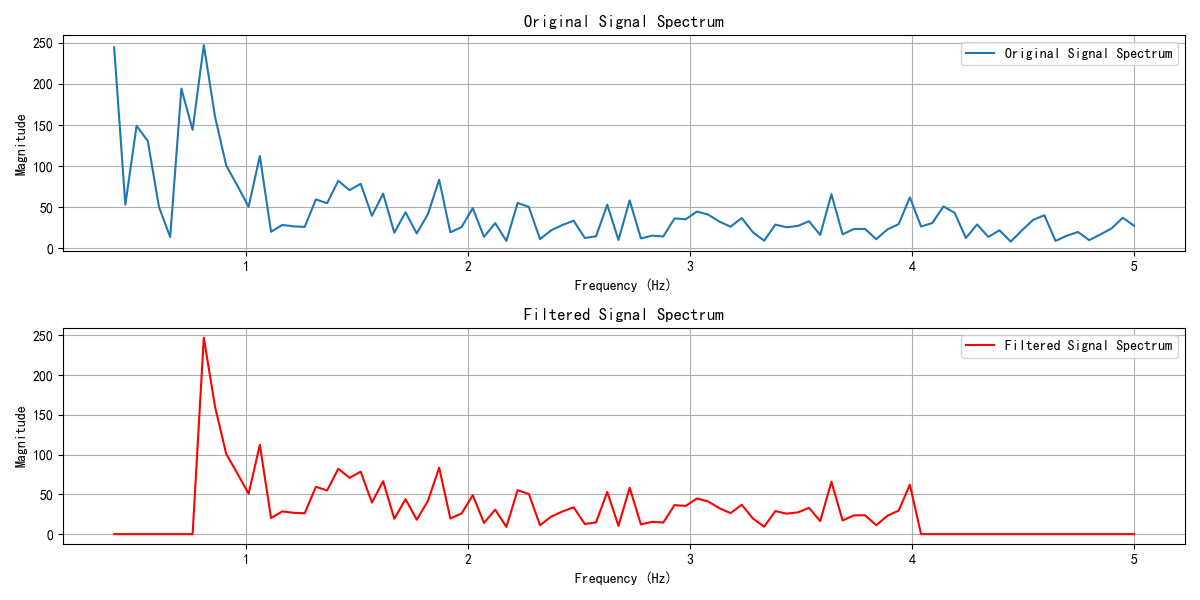 Original Signal Spectrum
250
200
150
100
50
0
Magnitude
Original Signal Spectrum
1 2 3 4 5
Frequency (Hz)
Filtered Signal Spectrum
250
200
150
100
50
0
Magnitude
Filtered Signal Spectrum
1 2 3 4 5
Frequency (Hz)